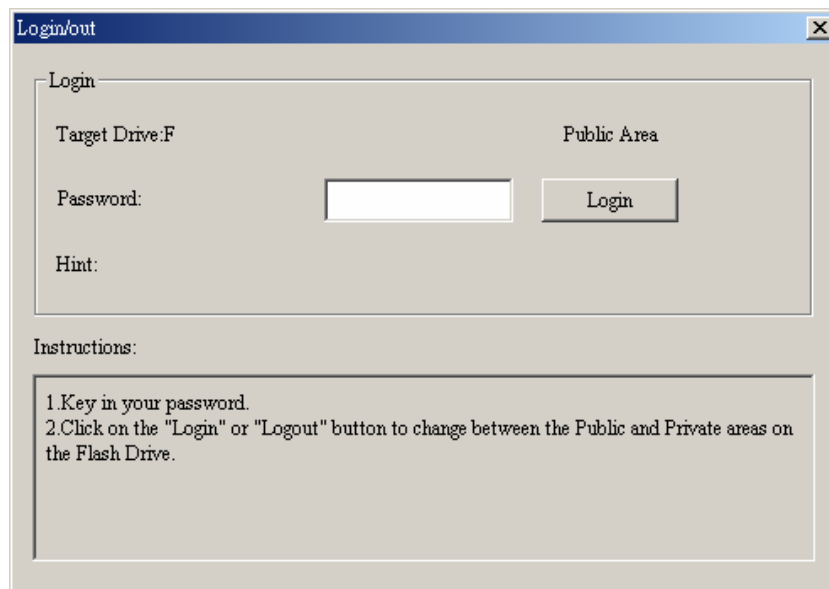 Login/out
Login
Target Drive:F
Public Area
Password:
Login
Hint:
Instructions:
1.Key in your password.
2.Click on the "Login" or "Logout" button to change between the Public and Private areas on
the Flash Drive.